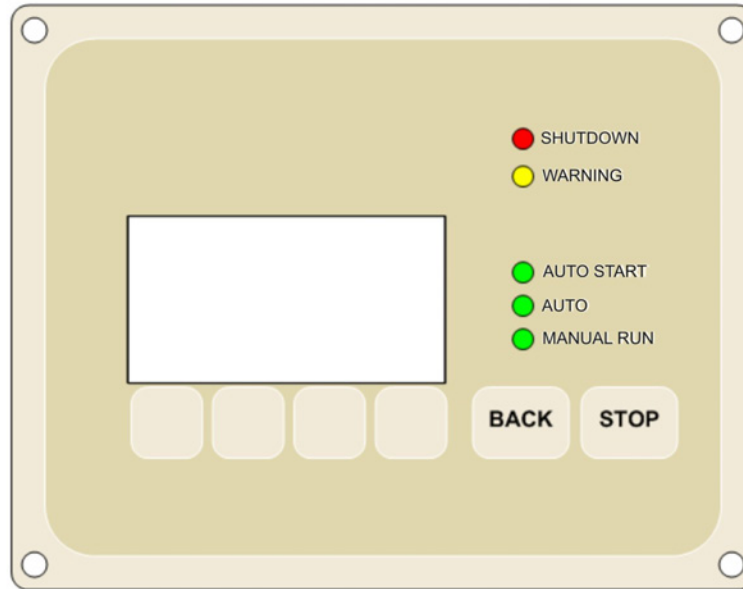 SHUTDOWN
WARNING
AUTO START
AUTO
MANUAL RUN
BACK STOP